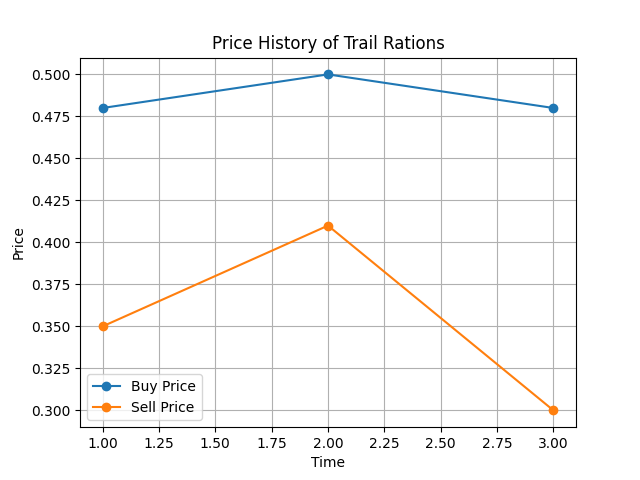 Price History of Trail Rations
0.500
0.475
0.450
0.425
0.400
0.375
0.350
0.325
0.300
Price
Buy Price
Sell Price
1.00 1.25 1.50 1.75 2.00 2.25 2.50 2.75 3.00
Time